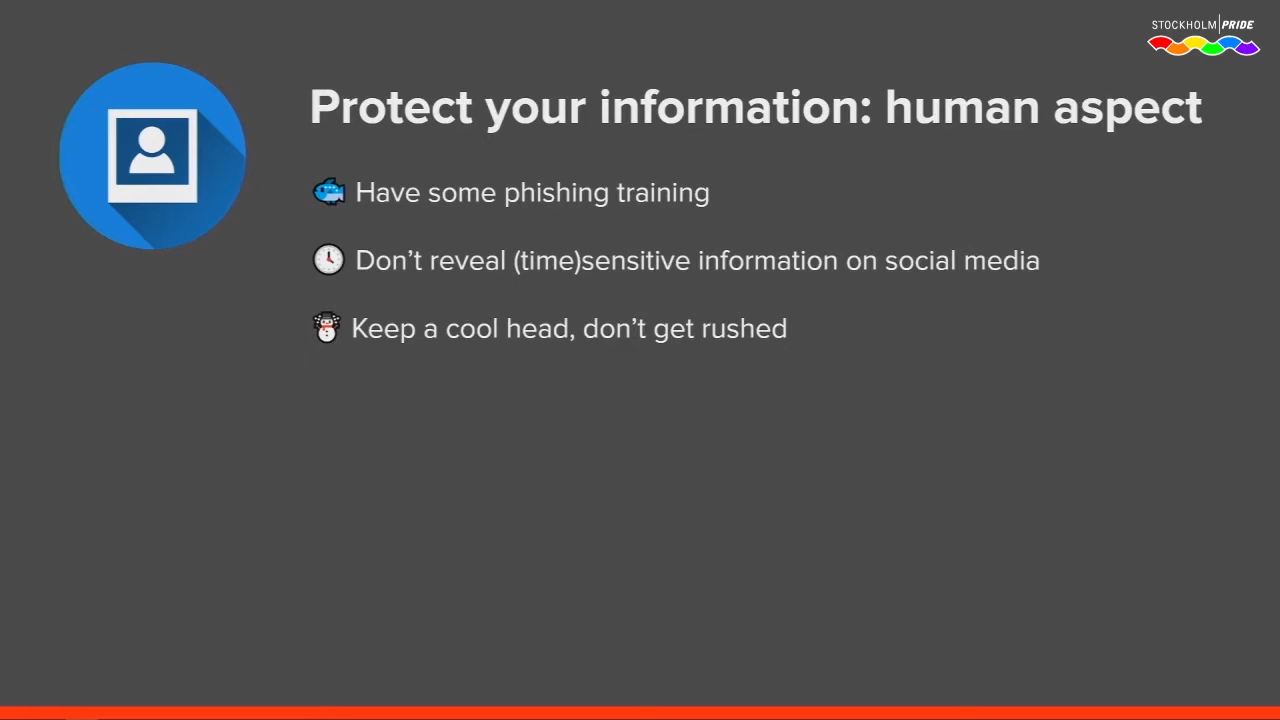 STOCKHOLM PRIDE
Protect your information: human aspect
Have some phishing training
Don’t reveal (time)sensitive information on social media
Keep a cool head, don’t get rushed